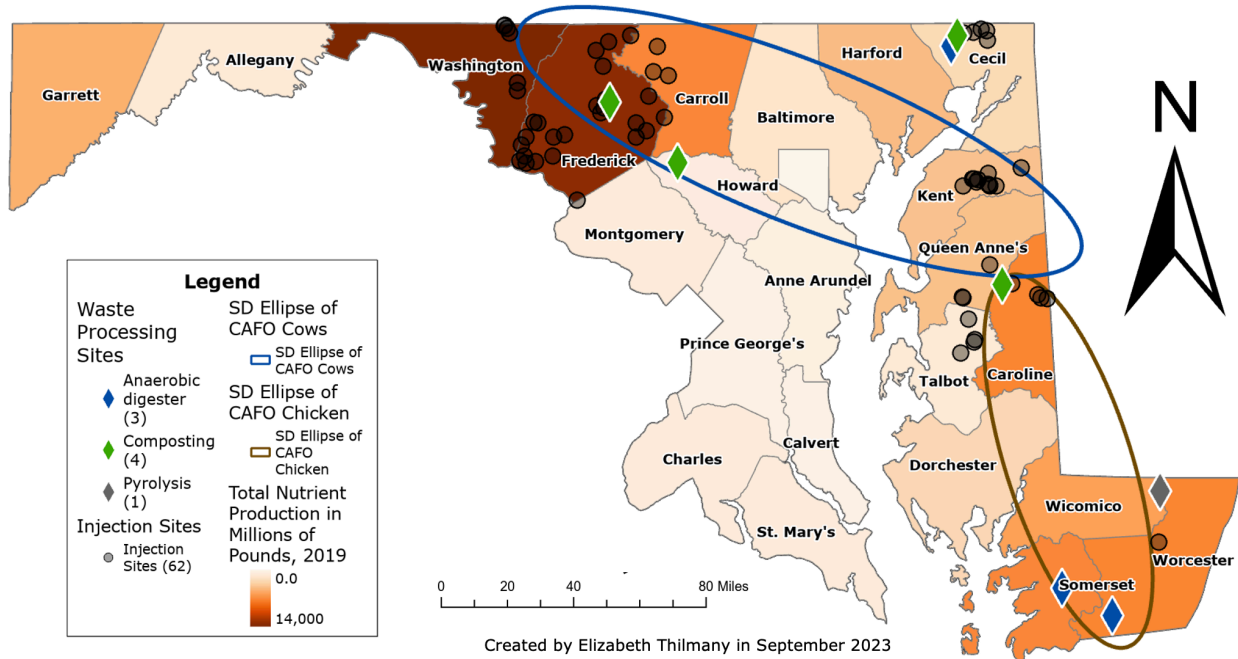 Garrett
Allegany
Washington
Frederick
Carroll
Baltimore
Harford
Cecil
Howard
Montgomery
Kent
Queen Anne's
Anne Arundel
Prince George's
Talbot
Caroline
Calvert
Charles
St. Mary's
Dorchester
Wicomico
Somerset
Worcester
N
Legend
Waste
Processing
Sites
Anaerobic
digester
(3)
Composting
(4)
Pyrolysis
(1)
Injection Sites
Injection
Sites (62)
SD Ellipse of
CAFO Cows
SD Ellipse of
CAFO Cows
SD Ellipse of
CAFO Chicken
SD Ellipse of
CAFO
Chicken
Total Nutrient
Production in
Millions of
Pounds, 2019
0.0
14,000
0 20 40 80 Miles
Created by Elizabeth Thilmany in September 2023